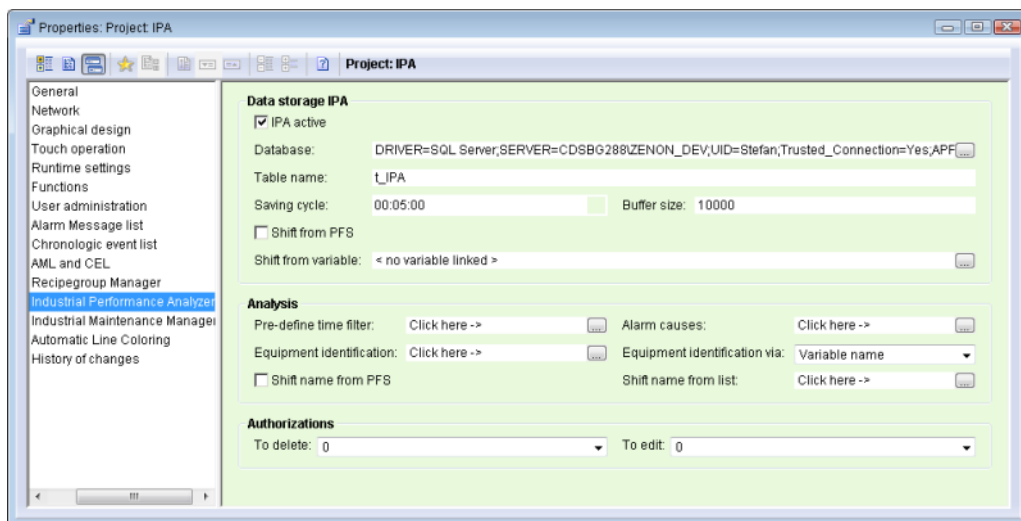 Properties: Project: IPA
Project: IPA
General
Network
Graphical design
Touch operation
Runtime settings
Functions
User administration
Alarm Message list
Chronologic event list
AML and CEL
Recipegroup Manager
Industrial Performance Analyzer
Industrial Maintenance Manager
Automatic Line Coloring
History of changes
Data storage IPA
IPA active
Database: DRIVER=SQL Server;SERVER=CDSBG288\ZENON_DEV;UID=Stefan;Trusted_Connection=Yes;APF ...
Table name: t_IPA
Saving cycle: 00:05:00 Buffer size: 10000
Shift from PFS
Shift from variable: < no variable linked > ...
Analysis
Pre-define time filter: Click here -> ... Alarm causes: Click here -> ...
Equipment identification: Click here -> ... Equipment identification via: Variable name
Shift name from PFS Shift name from list: Click here -> ...
Authorizations
To delete: 0 To edit: 0